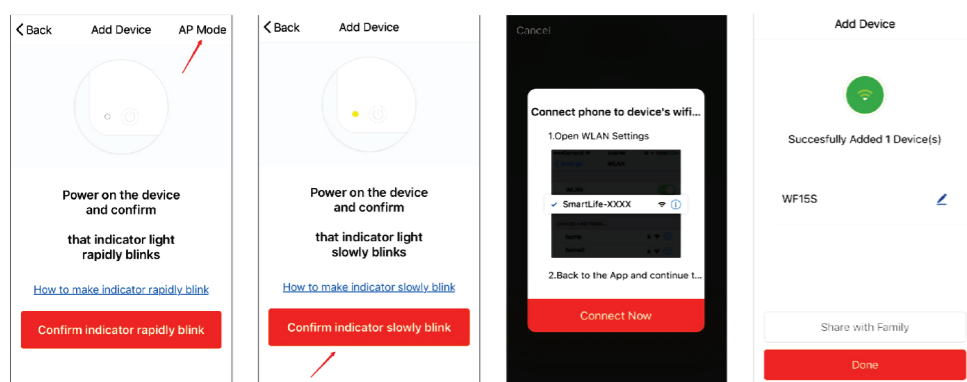 Back Add Device AP Mode
Power on the device
and confirm
that indicator light
rapidly blinks
How to make indicator rapidly blink
Confirm indicator rapidly blink
Back Add Device
Power on the device
and confirm
that indicator light
slowly blinks
How to make indicator slowly blink
Confirm indicator slowly blink
Cancel
Connect phone to device's wifi...
1.Open WLAN Settings
WLAN
WLAN
SmartLife-XXXX
2.Back to the App and continue t...
Connect Now
Add Device
Succesfully Added 1 Device(s)
WF15S
Share with Family
Done